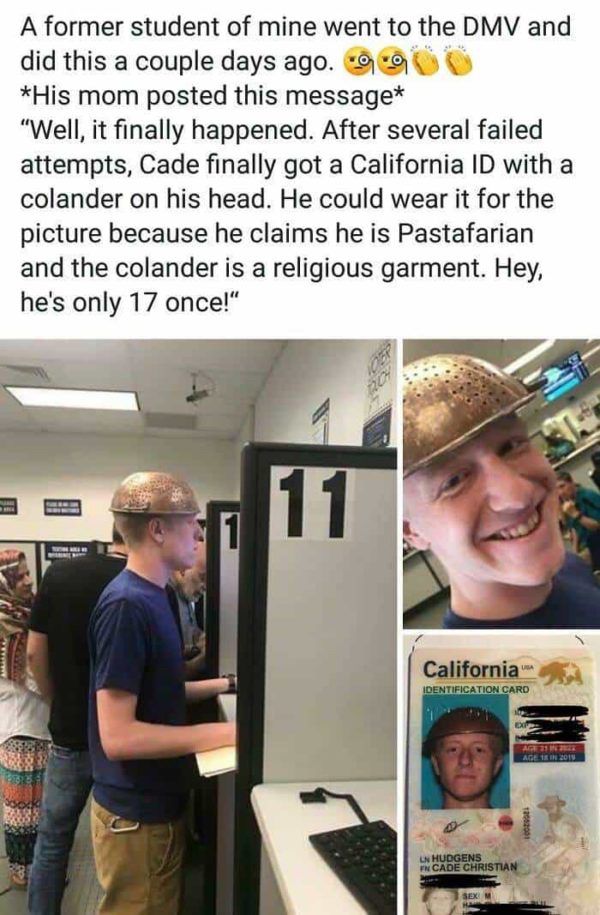 A former student of mine went to the DMV and
did this a couple days ago. 🧐🧐👏👏
*His mom posted this message*
“Well, it finally happened. After several failed
attempts, Cade finally got a California ID with a
colander on his head. He could wear it for the
picture because he claims he is Pastafarian
and the colander is a religious garment. Hey,
he's only 17 once!“
11
1
California USA
IDENTIFICATION CARD
AGE 21 IN 2022
AGE 18 IN 2019
LN HUDGENS
FN CADE CHRISTIAN
SEX M